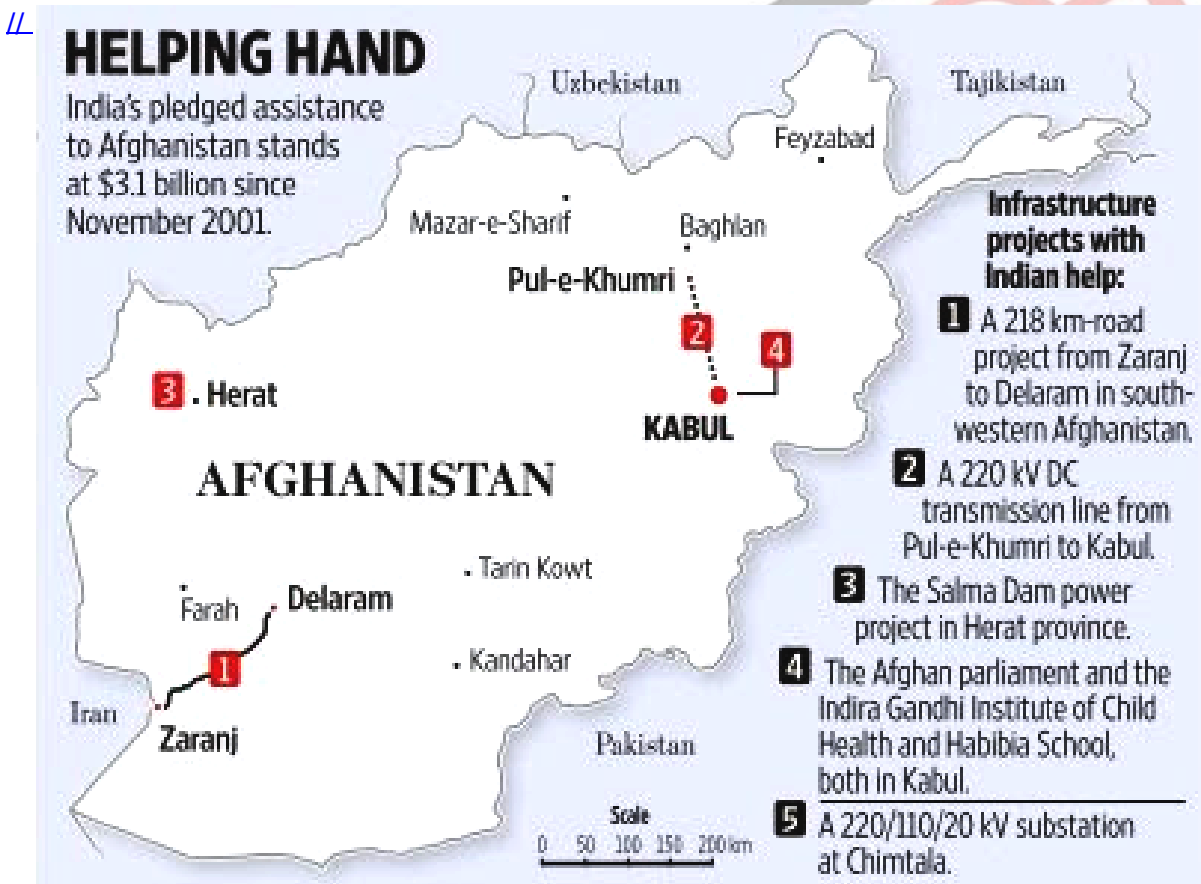 //
HELPING HAND
India's pledged assistance
to Afghanistan stands
at $3.1 billion since
November 2001.
Uzbekistan
Tajikistan
Feyzabad
Mazar-e-Sharif
Baghlan
Pul-e-Khumri
2
4
3
Herat
KABUL
AFGHANISTAN
Tarin Kowt
Farah
Delaram
1
Kandahar
Iran
Zaranj
Pakistan
Scale
0 50 100 150 200 km
Infrastructure
projects with
Indian help:
1 A 218 km-road
project from Zaranj
to Delaram in south-
western Afghanistan.
2 A 220 kV DC
transmission line from
Pul-e-Khumri to Kabul.
3 The Salma Dam power
project in Herat province.
4 The Afghan parliament and the
Indira Gandhi Institute of Child
Health and Habibia School,
both in Kabul.
5 A 220/110/20 kV substation
at Chimtala.